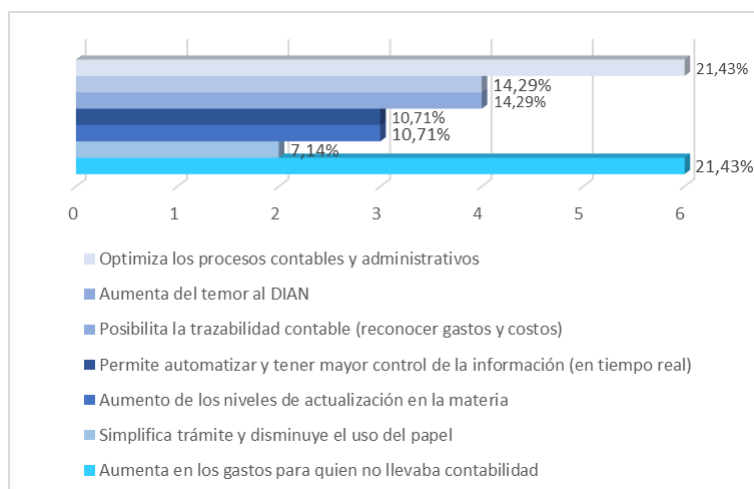 21,43%
14,29%
14,29%
10,71%
10,71%
7,14%
21,43%
0 1 2 3 4 5 6
Optimiza los procesos contables y administrativos
Aumenta del temor al DIAN
Posibilita la trazabilidad contable (reconocer gastos y costos)
Permite automatizar y tener mayor control de la información (en tiempo real)
Aumento de los niveles de actualización en la materia
Simplifica trámite y disminuye el uso del papel
Aumenta en los gastos para quien no llevaba contabilidad